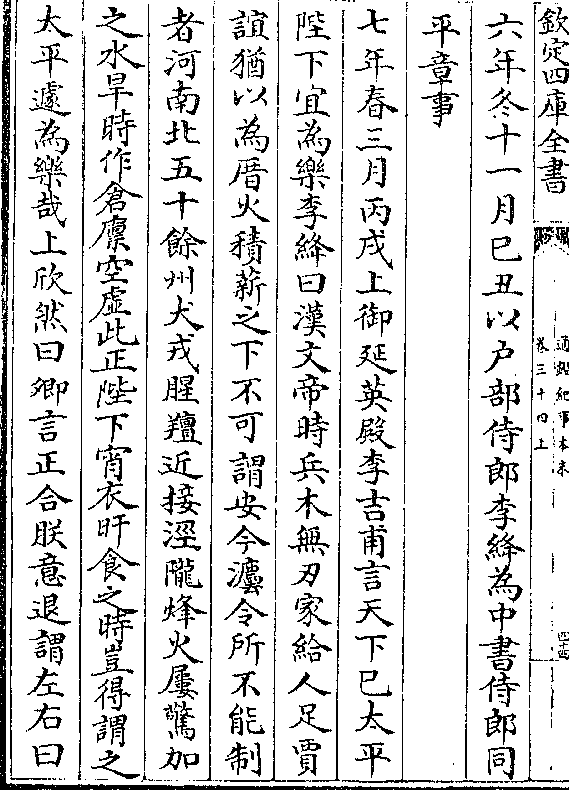 欽定四庫全書
通鑑紀事本末
卷三十四上
六年冬十一月己丑以户部侍郎李絳為中書侍郎同
平章事
七年春三月丙戌上御延英殿李吉甫言天下已太平
陛下宜為樂李絳曰漢文帝時兵木無刃家給人足賈
誼猶以為厝火積薪之下不可謂安今灋令所不能制
者河南北五十餘州犬戎腥羶近接涇隴烽火屢驚加
之水旱時作倉廪空虛此正陛下宵衣旰食之時豈得謂之
太平遽為樂哉上欣然曰卿言正合朕意退謂左右曰